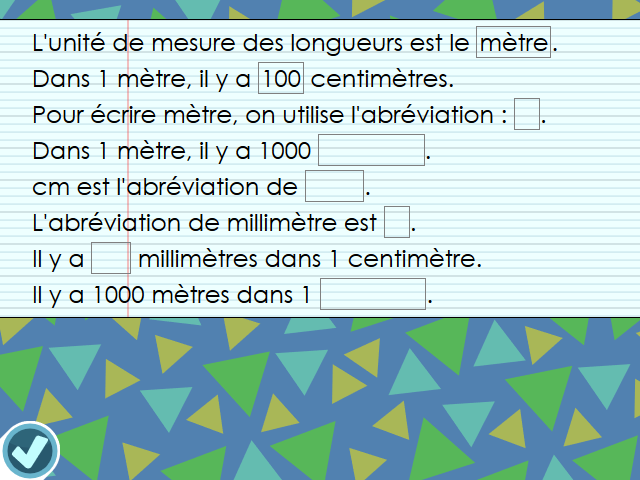 L'unité de mesure des longueurs est le mètre.
Dans 1 mètre, il y a 100 centimètres.
Pour écrire mètre, on utilise l'abréviation : .
Dans 1 mètre, il y a 1000 .
cm est l'abréviation de .
L'abréviation de millimètre est .
Il y a millimètres dans 1 centimètre.
Il y a 1000 mètres dans 1 .